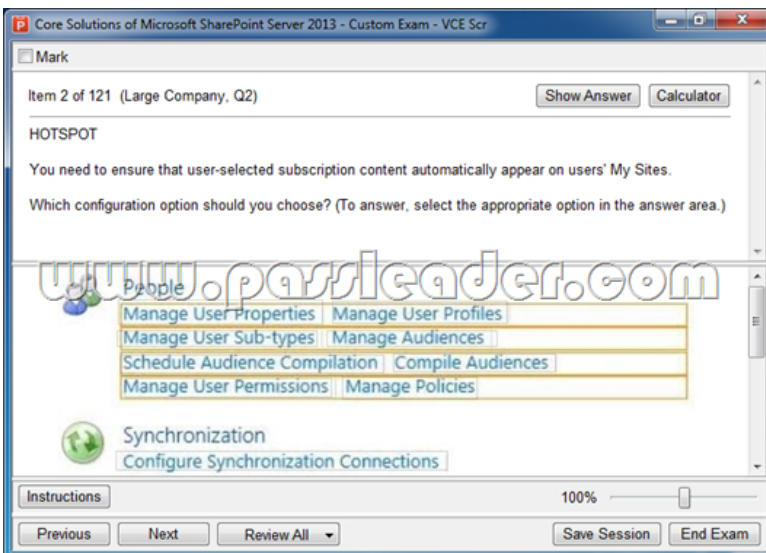 Core Solutions of Microsoft SharePoint Server 2013 - Custom Exam - VCE Scr
Mark
Item 2 of 121 (Large Company, Q2)
Show Answer
Calculator
HOTSPOT
You need to ensure that user-selected subscription content automatically appear on users' My Sites.
Which configuration option should you choose? (To answer, select the appropriate option in the answer area.)
www.passleader.com
People
Manage User Properties Manage User Profiles
Manage User Sub-types Manage Audiences
Schedule Audience Compilation Compile Audiences
Manage User Permissions Manage Policies
Synchronization
Configure Synchronization Connections
Instructions
100%
Previous Next Review All Save Session End Exam